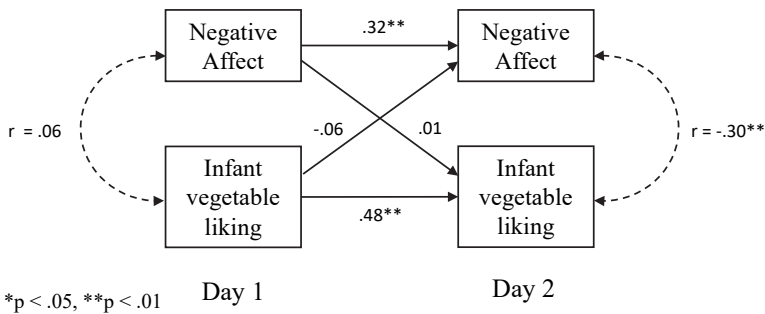 Negative
Affect
.32**
Negative
Affect
r = .06
-.06
.01
r = -.30**
Infant
vegetable
liking
.48**
Infant
vegetable
liking
*p < .05, **p < .01
Day 1
Day 2